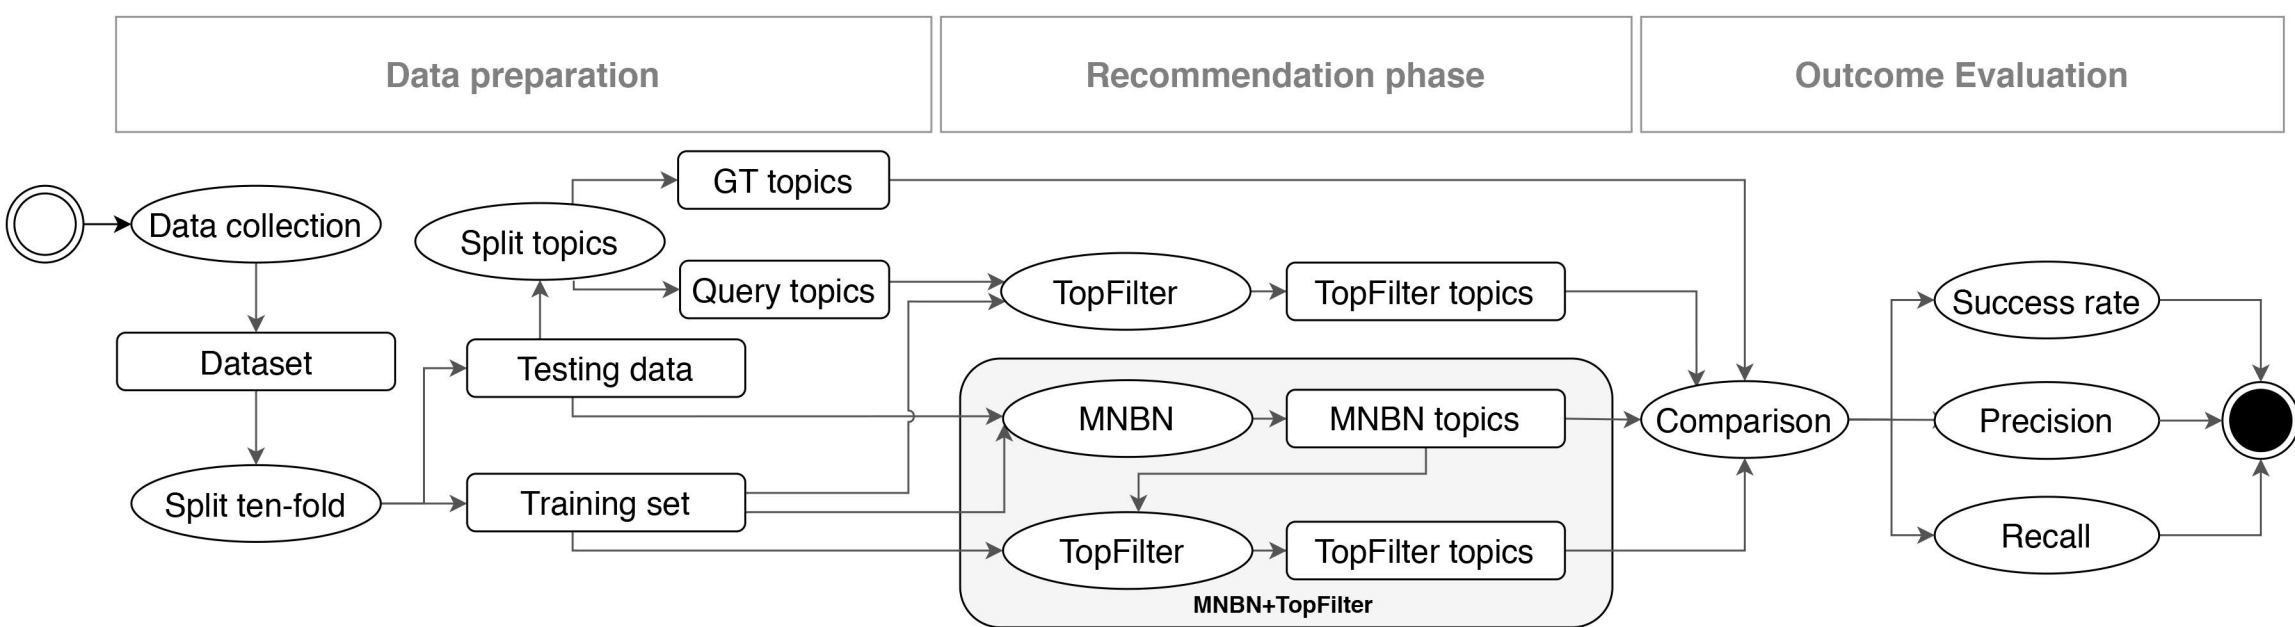 Data preparation
Recommendation phase
Outcome Evaluation
GT topics
Data collection
Split topics
Query topics
TopFilter
TopFilter topics
Success rate
Dataset
Testing data
MNBN
MNBN topics
Comparison
Precision
Split ten-fold
Training set
TopFilter
TopFilter topics
Recall
MNBN+TopFilter